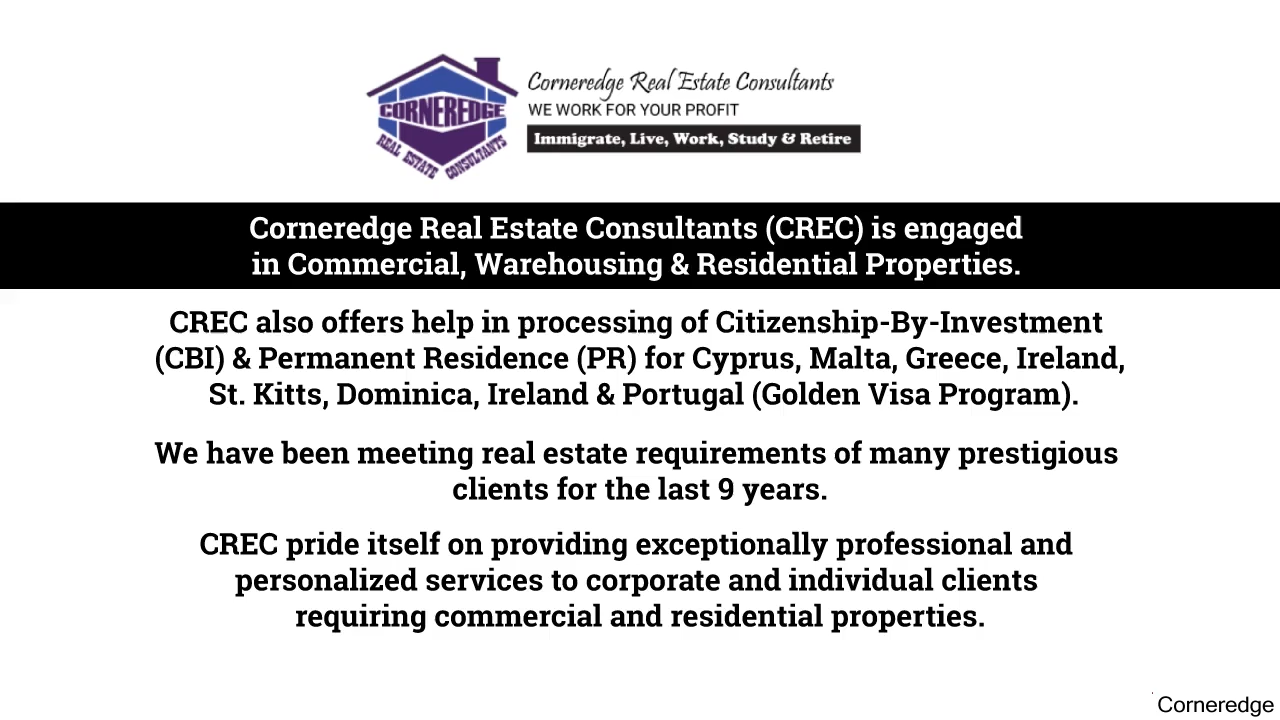 CORNEREDGE
REAL ESTATE CONSULTANTS
Corneredge Real Estate Consultants
WE WORK FOR YOUR PROFIT
Immigrate, Live, Work, Study & Retire
Corneredge Real Estate Consultants (CREC) is engaged
in Commercial, Warehousing & Residential Properties.
CREC also offers help in processing of Citizenship-By-Investment
(CBI) & Permanent Residence (PR) for Cyprus, Malta, Greece, Ireland,
St. Kitts, Dominica, Ireland & Portugal (Golden Visa Program).
We have been meeting real estate requirements of many prestigious
clients for the last 9 years.
CREC pride itself on providing exceptionally professional and
personalized services to corporate and individual clients
requiring commercial and residential properties.
Corneredge